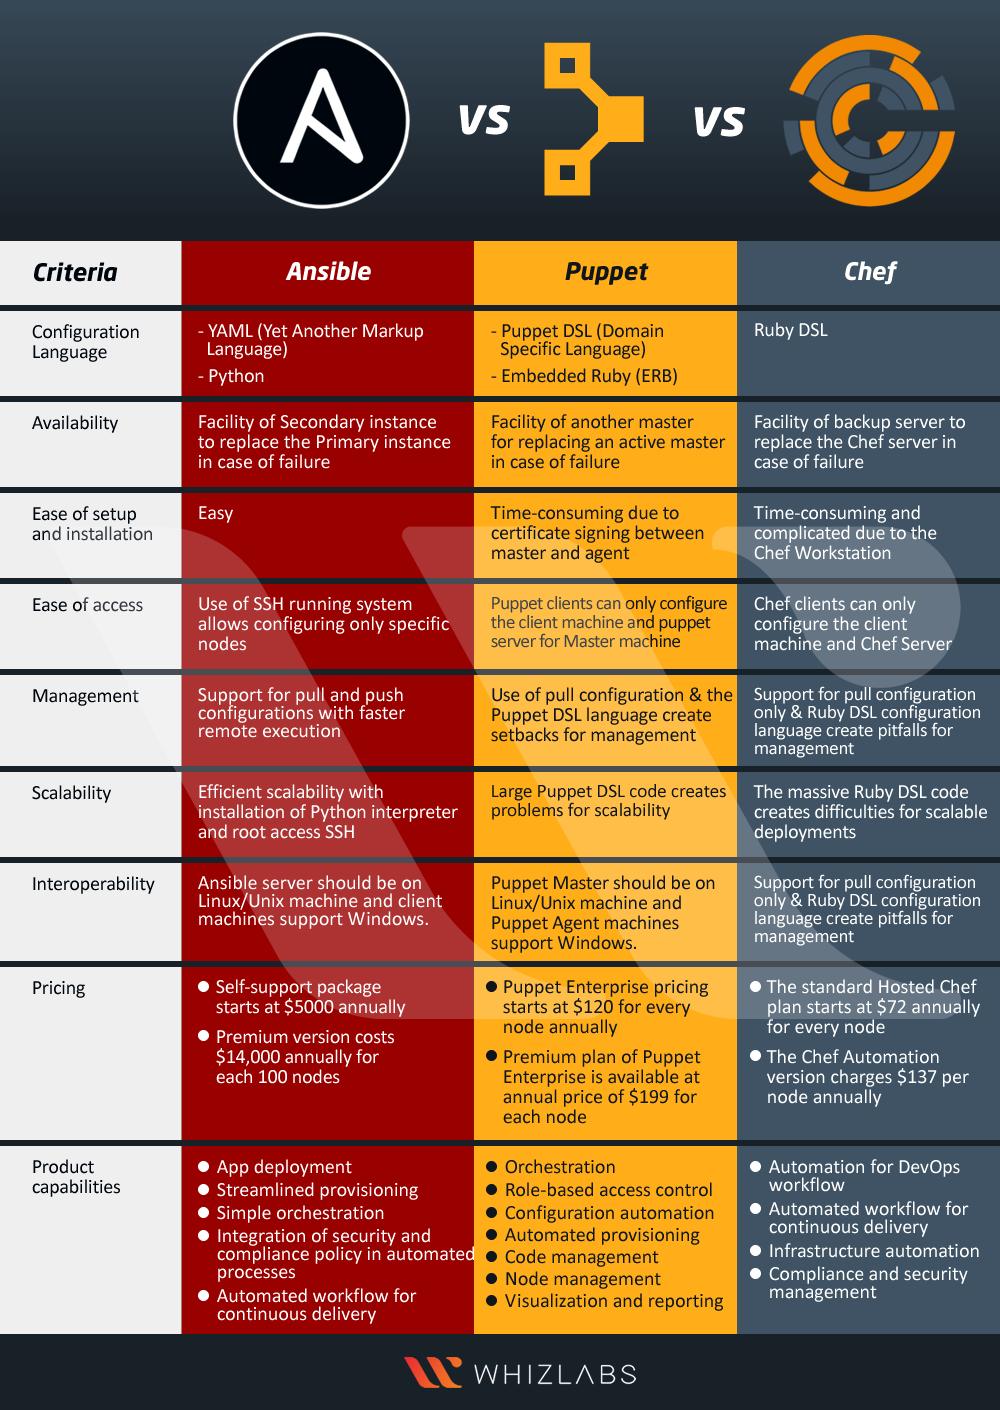 VS
VS
Criteria
Ansible
Puppet
Chef
Configuration
Language
- YAML (Yet Another Markup
Language)
- Python
- Puppet DSL (Domain
Specific Language)
- Embedded Ruby (ERB)
Ruby DSL
Availability
Facility of Secondary instance
to replace the Primary instance
in case of failure
Facility of another master
for replacing an active master
in case of failure
Facility of backup server to
replace the Chef server in
case of failure
Ease of setup
and installation
Easy
Time-consuming due to
certificate signing between
master and agent
Time-consuming and
complicated due to the
Chef Workstation
Ease of access
Use of SSH running system
allows configuring only specific
nodes
Puppet clients can only configure
the client machine and puppet
server for Master machine
Chef clients can only
configure the client
machine and Chef Server
Management
Support for pull and push
configurations with faster
remote execution
Use of pull configuration & the
Puppet DSL language create
setbacks for management
Support for pull configuration
only & Ruby DSL configuration
language create pitfalls for
management
Scalability
Efficient scalability with
installation of Python interpreter
and root access SSH
Large Puppet DSL code creates
problems for scalability
The massive Ruby DSL code
creates difficulties for scalable
deployments
Interoperability
Ansible server should be on
Linux/Unix machine and client
machines support Windows.
Puppet Master should be on
Linux/Unix machine and
Puppet Agent machines
support Windows.
Support for pull configuration
only & Ruby DSL configuration
language create pitfalls for
management
Pricing
Self-support package
starts at $5000 annually
Premium version costs
$14,000 annually for
each 100 nodes
Puppet Enterprise pricing
starts at $120 for every
node annually
Premium plan of Puppet
Enterprise is available at
annual price of $199 for
each node
The standard Hosted Chef
plan starts at $72 annually
for every node
The Chef Automation
version charges $137 per
node annually
Product
capabilities
App deployment
Streamlined provisioning
Simple orchestration
Integration of security and
compliance policy in automated
processes
Automated workflow for
continuous delivery
Orchestration
Role-based access control
Configuration automation
Automated provisioning
Code management
Node management
Visualization and reporting
Automation for DevOps
workflow
Automated workflow for
continuous delivery
Infrastructure automation
Compliance and security
management
WHIZLABS